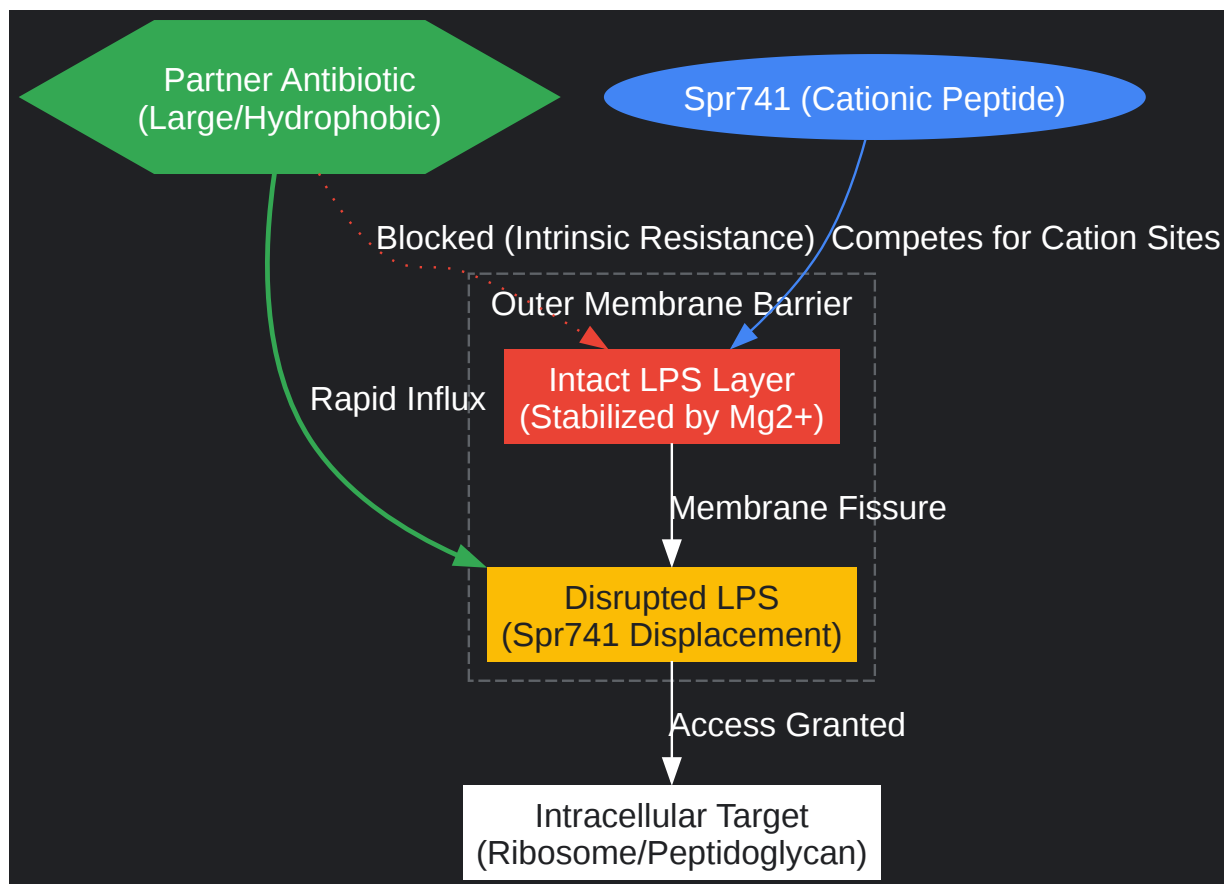 Partner Antibiotic
(Large/Hydrophobic)
Spr741 (Cationic Peptide)
Blocked (Intrinsic Resistance)
Competes for Cation Sites
Outer Membrane Barrier
Intact LPS Layer
(Stabilized by Mg2+)
Rapid Influx
Membrane Fissure
Disrupted LPS
(Spr741 Displacement)
Access Granted
Intracellular Target
(Ribosome/Peptidoglycan)